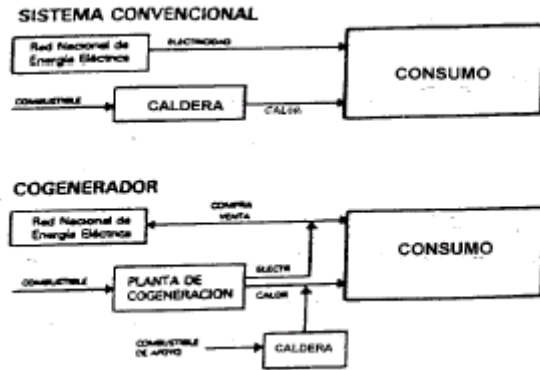 SISTEMA CONVENCIONAL
Red Nacional de
Energía Eléctrica
ELECTRICIDAD
CONSUMO
COMBUSTIBLE
CALDERA
CALOR
COGENERADOR
COMPRA
VENTA
Red Nacional de
Energía Eléctrica
CONSUMO
ELECTR
COMBUSTIBLE
PLANTA DE
COGENERACION
CALOR
COMBUSTIBLE
DE APOYO
CALDERA